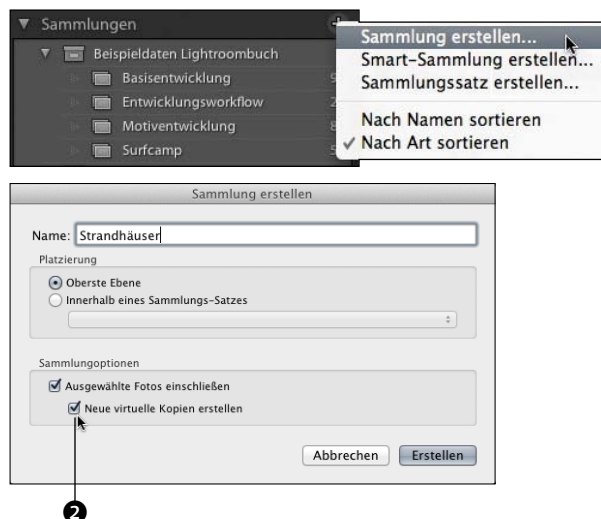 Sammlungen
Beispieldaten Lightroombuch
Basisentwicklung
Entwicklungsworkflow
Motiventwicklung
Surfcamp
Sammlung erstellen...
Smart-Sammlung erstellen...
Sammlungssatz erstellen...
Nach Namen sortieren
✓ Nach Art sortieren
Sammlung erstellen
Name: Strandhäuser
Platzierung
Oberste Ebene
Innerhalb eines Sammlungs-Satzes
Sammlungoptionen
Ausgewählte Fotos einschließen
Neue virtuelle Kopien erstellen
Abbrechen Erstellen
❷